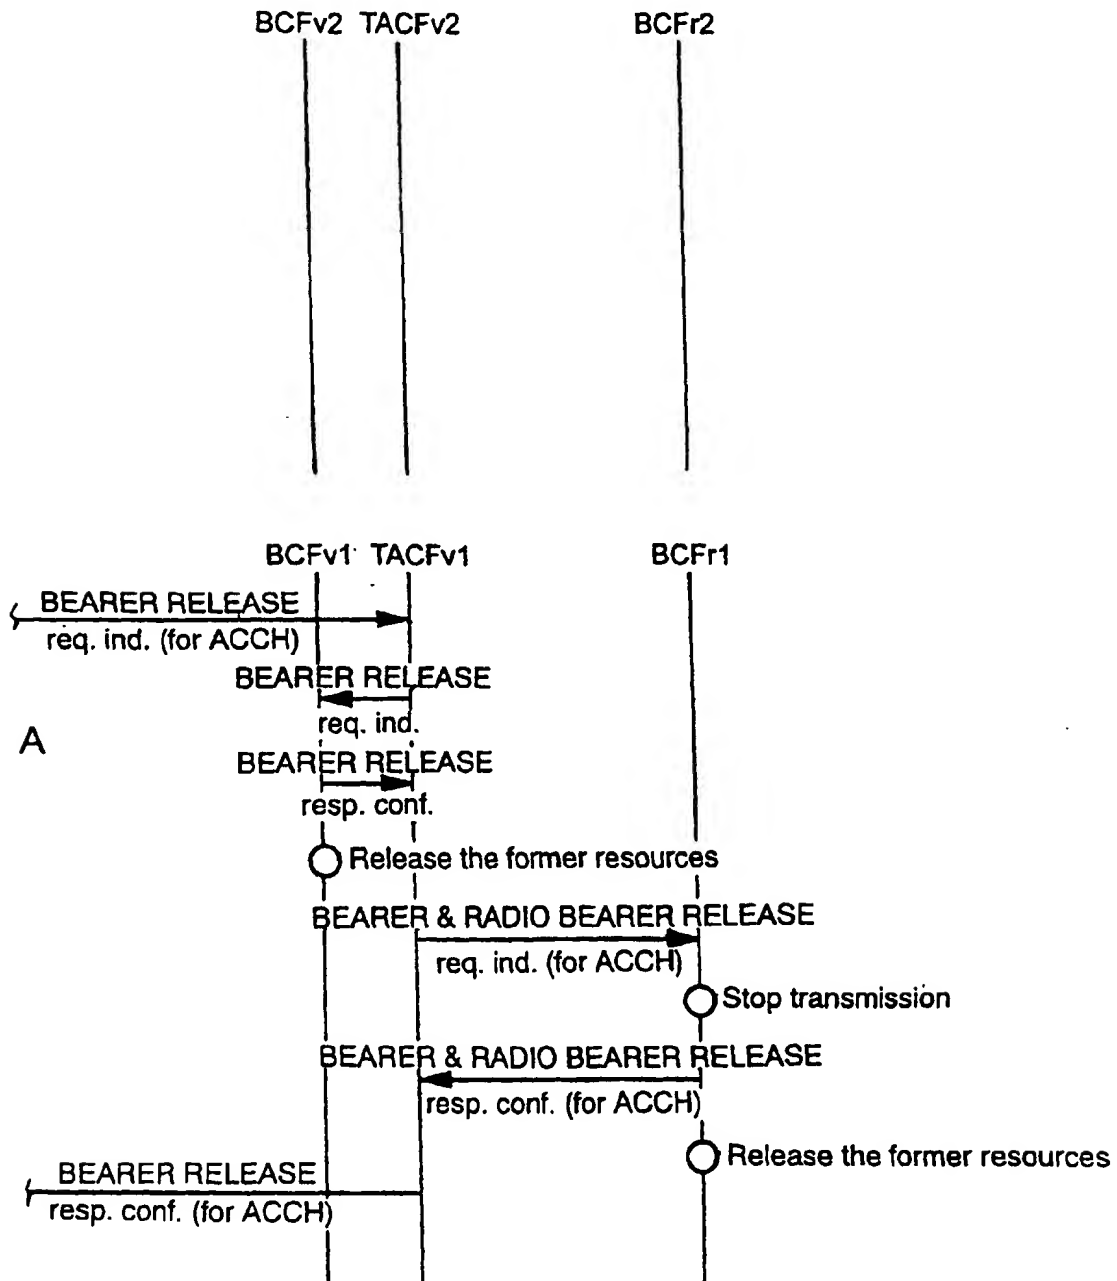 BCFv2 TACFv2 BCFr2
BCFv1 TACFv1 BCFr1
BEARER RELEASE
req. ind. (for ACCH)
BEARER RELEASE
req. ind.
A
BEARER RELEASE
resp. conf.
Release the former resources
BEARER & RADIO BEARER RELEASE
req. ind. (for ACCH)
Stop transmission
BEARER & RADIO BEARER RELEASE
resp. conf. (for ACCH)
Release the former resources
BEARER RELEASE
resp. conf. (for ACCH)